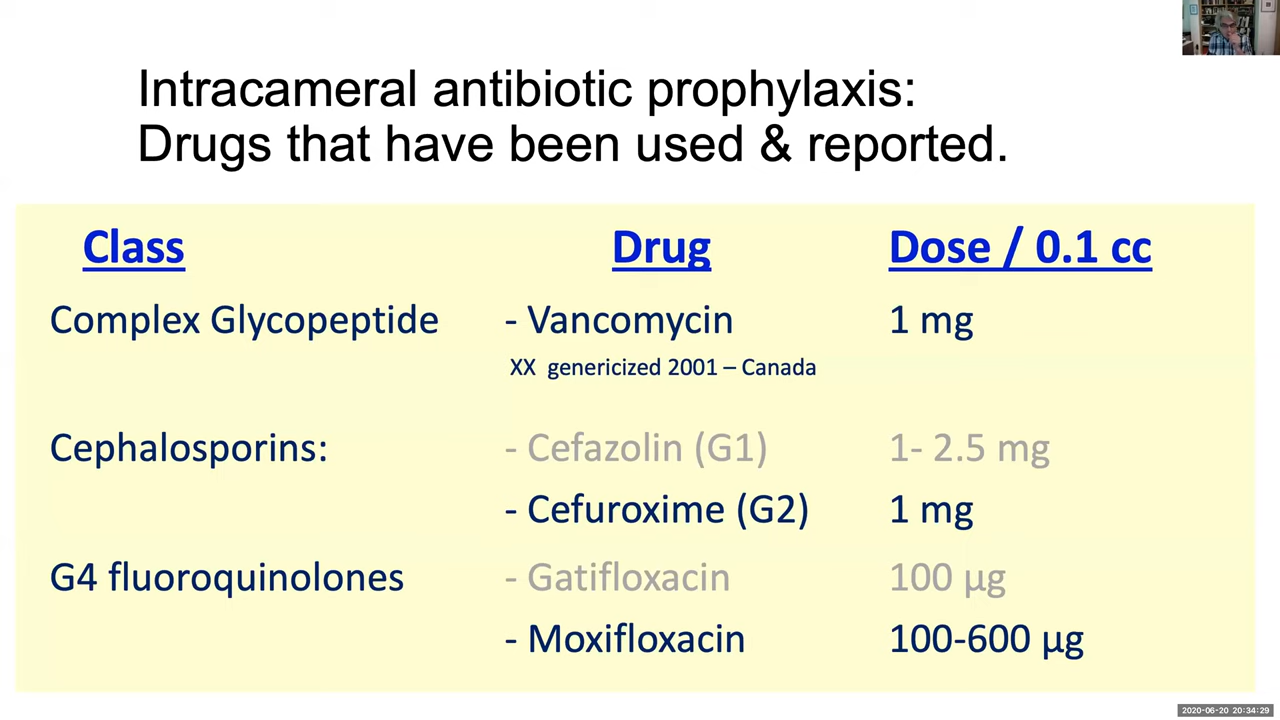 Intracameral antibiotic prophylaxis:
Drugs that have been used & reported.
Class Drug Dose / 0.1 cc
Complex Glycopeptide - Vancomycin 1 mg
XX genericized 2001 – Canada
Cephalosporins: - Cefazolin (G1) 1- 2.5 mg
- Cefuroxime (G2) 1 mg
G4 fluoroquinolones - Gatifloxacin 100 µg
- Moxifloxacin 100-600 µg
2020-06-20 20:34:29